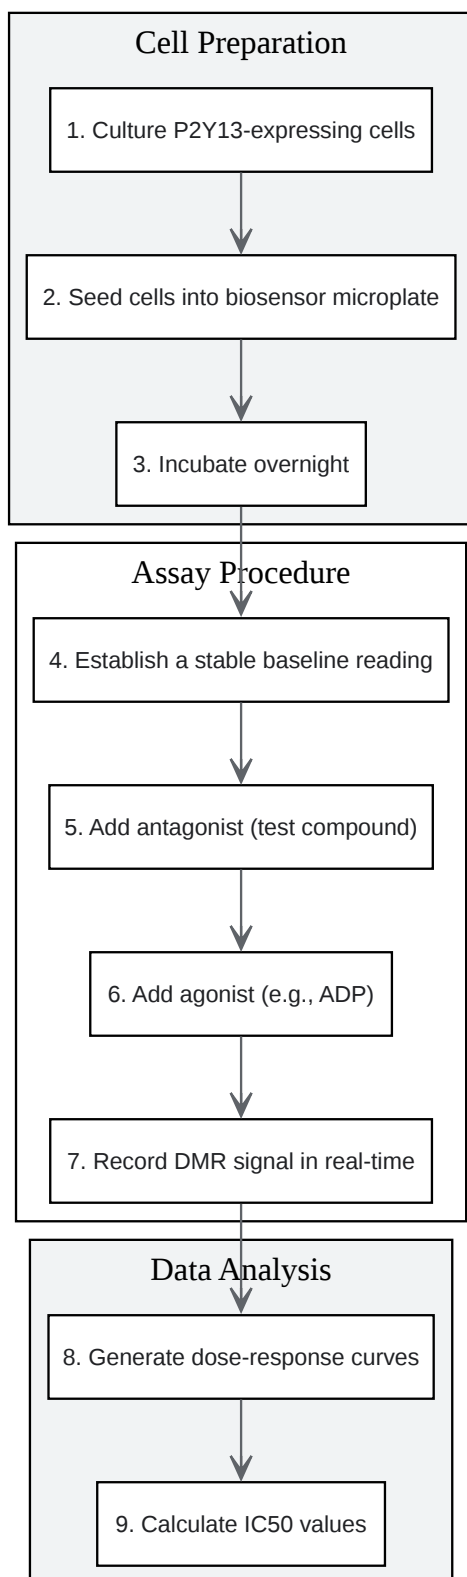 Cell Preparation
1. Culture P2Y13-expressing cells
2. Seed cells into biosensor microplate
3. Incubate overnight
Assay Procedure
4. Establish a stable baseline reading
5. Add antagonist (test compound)
6. Add agonist (e.g., ADP)
7. Record DMR signal in real-time
Data Analysis
8. Generate dose-response curves
9. Calculate IC50 values